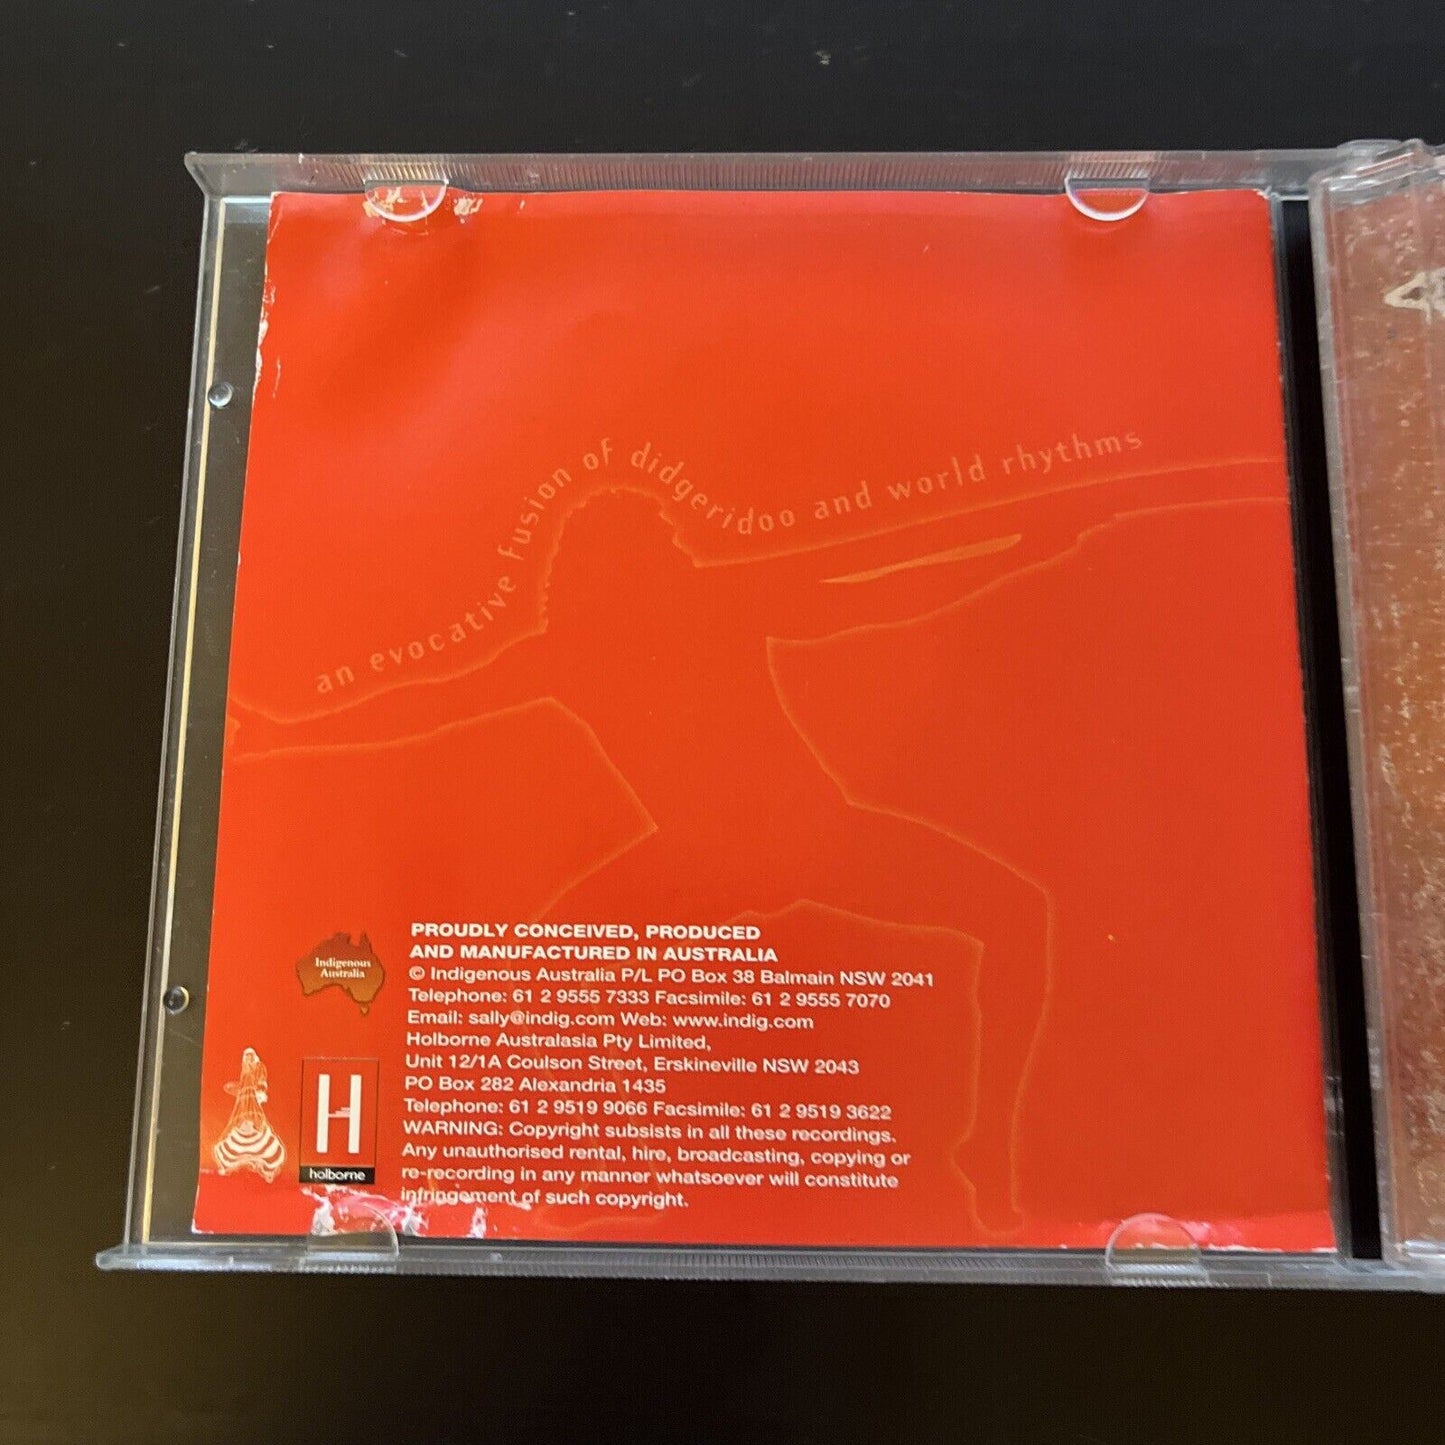 an evocative fusion of didgeridoo and world rhythms
PROUDLY CONCEIVED, PRODUCED
AND MANUFACTURED IN AUSTRALIA
© Indigenous Australia P/L PO Box 38 Balmain NSW 2041
Telephone: 61 2 9555 7333 Facsimile: 61 2 9555 7070
Email: sally@indig.com Web: www.indig.com
Holborne Australasia Pty Limited,
Unit 12/1A Coulson Street, Erskineville NSW 2043
PO Box 282 Alexandria 1435
Telephone: 61 2 9519 9066 Facsimile: 61 2 9519 3622
WARNING: Copyright subsists in all these recordings.
Any unauthorised rental, hire, broadcasting, copying or
re-recording in any manner whatsoever will constitute
infringement of such copyright.
Indigenous
Australia
H
holborne